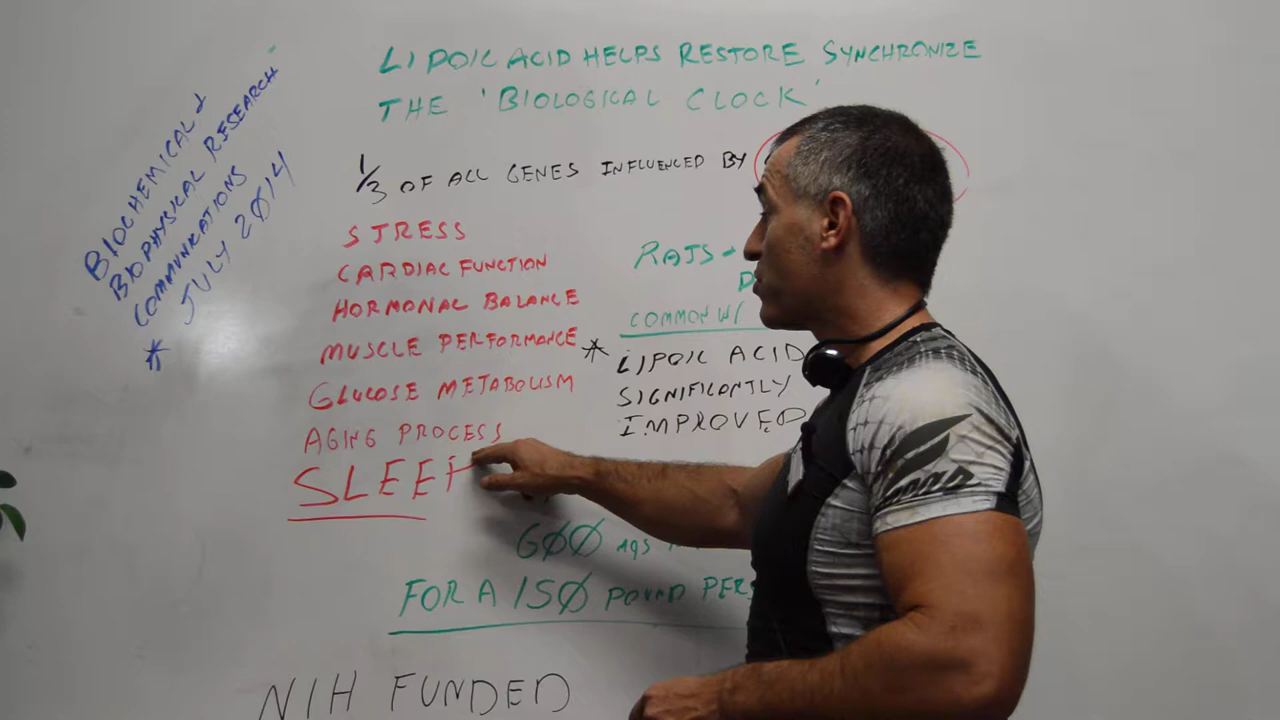 LIPOIC ACID HELPS RESTORE SYNCHRONIZE
THE 'BIOLOGICAL CLOCK'
BIOCHEMICAL &
BIOPHYSICAL RESEARCH
COMMUNICATIONS
* JULY 2014
1/3 OF ALL GENES INFLUENCED BY
STRESS
CARDIAC FUNCTION
HORMONAL BALANCE
MUSCLE PERFORMANCE
GLUCOSE METABOLISM
AGING PROCESS
SLEEP
RATS -
COMMON W/
* LIPOIC ACID
SIGNIFICANTLY
IMPROVED
600
FOR A 150 POUND
NIH FUNDED